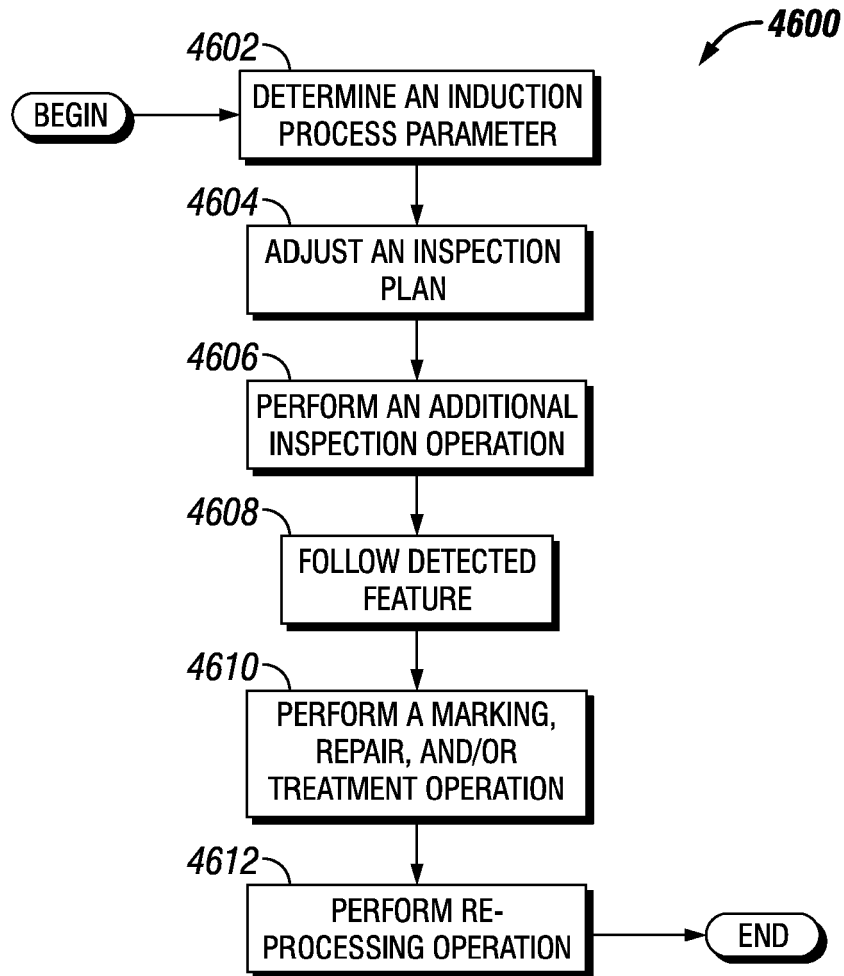 4600
4602
BEGIN
DETERMINE AN INDUCTION
PROCESS PARAMETER
4604
ADJUST AN INSPECTION
PLAN
4606
PERFORM AN ADDITIONAL
INSPECTION OPERATION
4608
FOLLOW DETECTED
FEATURE
4610
PERFORM A MARKING,
REPAIR, AND/OR
TREATMENT OPERATION
4612
PERFORM RE-
PROCESSING OPERATION
END